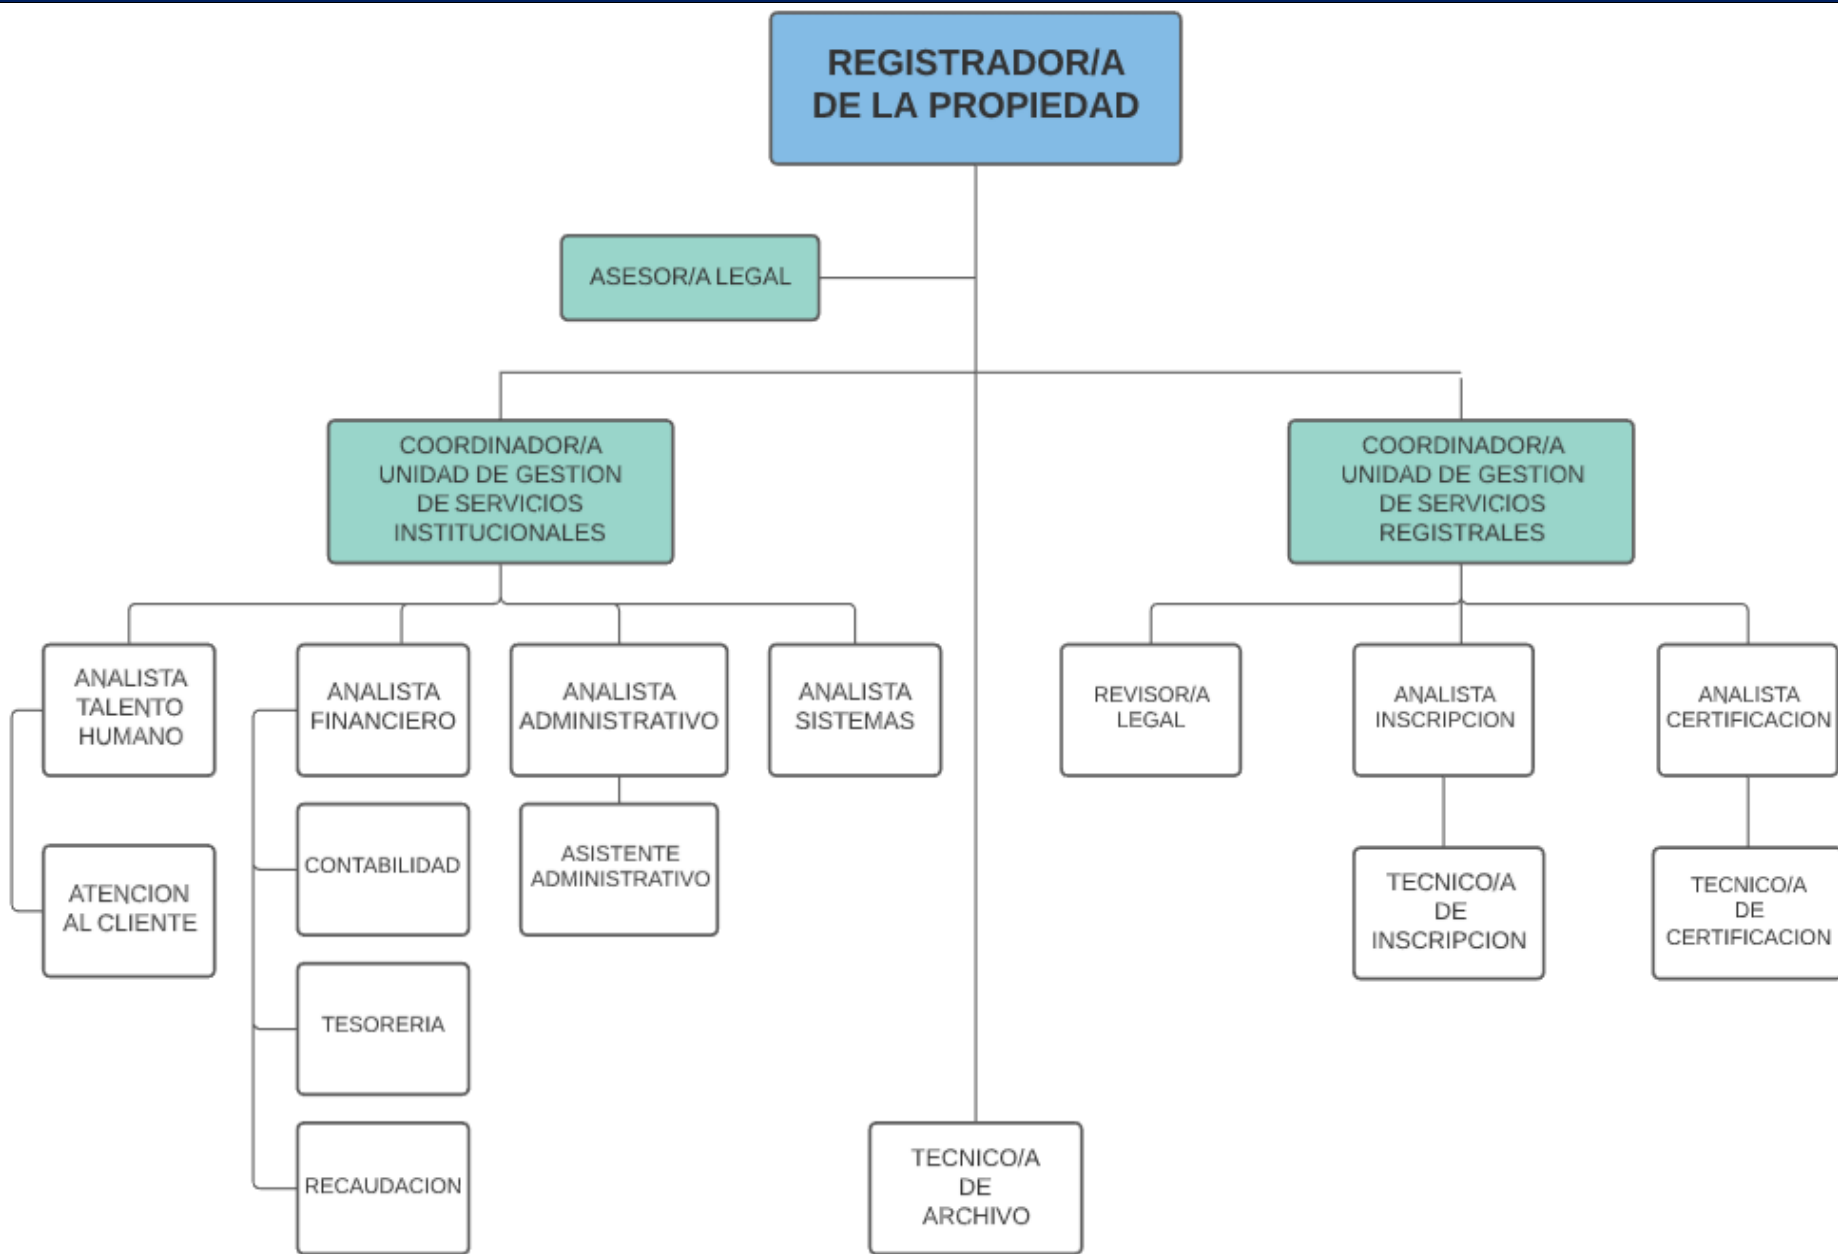 REGISTRADOR/A
DE LA PROPIEDAD
ASESOR/A LEGAL
COORDINADOR/A
UNIDAD DE GESTION
DE SERVICIOS
INSTITUCIONALES
COORDINADOR/A
UNIDAD DE GESTION
DE SERVICIOS
REGISTRALES
ANALISTA
TALENTO
HUMANO
ANALISTA
FINANCIERO
ANALISTA
ADMINISTRATIVO
ANALISTA
SISTEMAS
REVISOR/A
LEGAL
ANALISTA
INSCRIPCION
ANALISTA
CERTIFICACION
ATENCION
AL CLIENTE
CONTABILIDAD
ASISTENTE
ADMINISTRATIVO
TECNICO/A
DE
INSCRIPCION
TECNICO/A
DE
CERTIFICACION
TESORERIA
RECAUDACION
TECNICO/A
DE
ARCHIVO